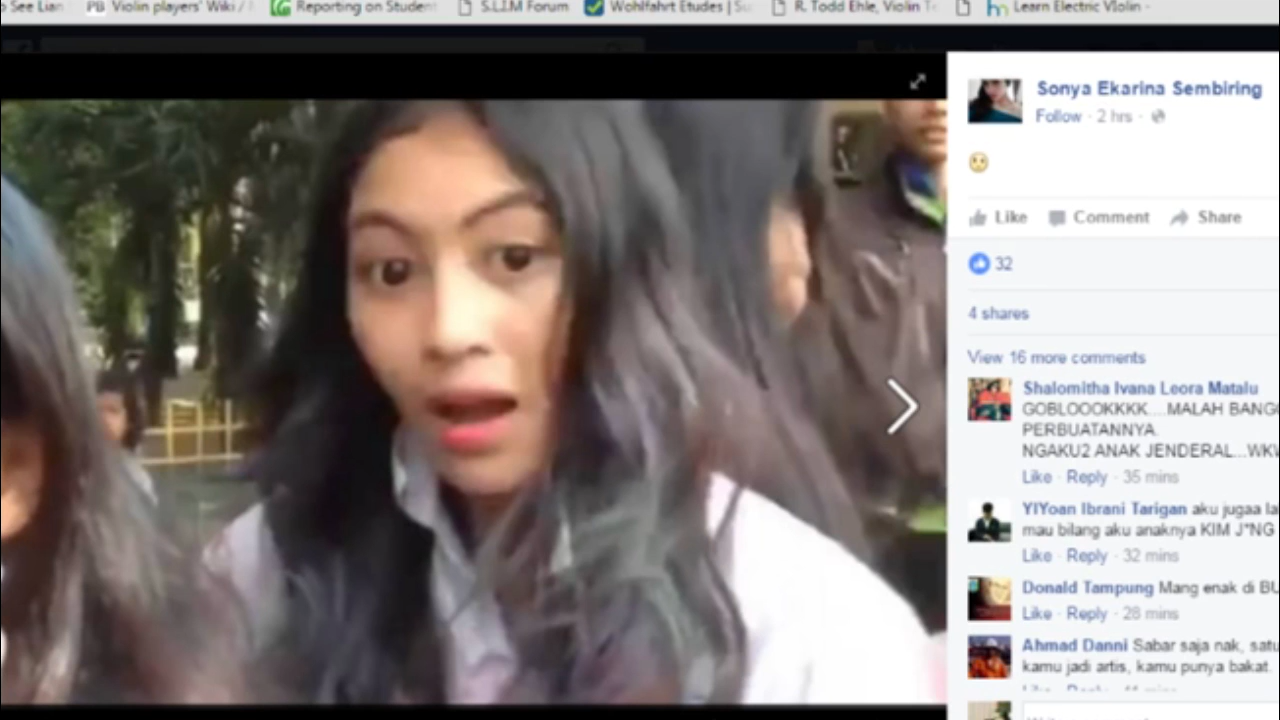 See Lian
PB Violin players' Wiki /
Reporting on Student
S.L.I.M Forum
Wohlfahrt Etudes | Su
R. Todd Ehle, Violin T
Learn Electric Violin -
Sonya Ekarina Sembiring
Follow · 2 hrs ·
Like Comment Share
32
4 shares
View 16 more comments
Shalomitha Ivana Leora Matalu
GOBLOOOKKKK....MALAH BANG
PERBUATANNYA.
NGAKU2 ANAK JENDERAL...WK
Like · Reply · 35 mins
YIYoan Ibrani Tarigan aku jugaa la
mau bilang aku anaknya KIM J*NG
Like · Reply · 32 mins
Donald Tampung Mang enak di BU
Like · Reply · 28 mins
Ahmad Danni Sabar saja nak, satu
kamu jadi artis, kamu punya bakat.